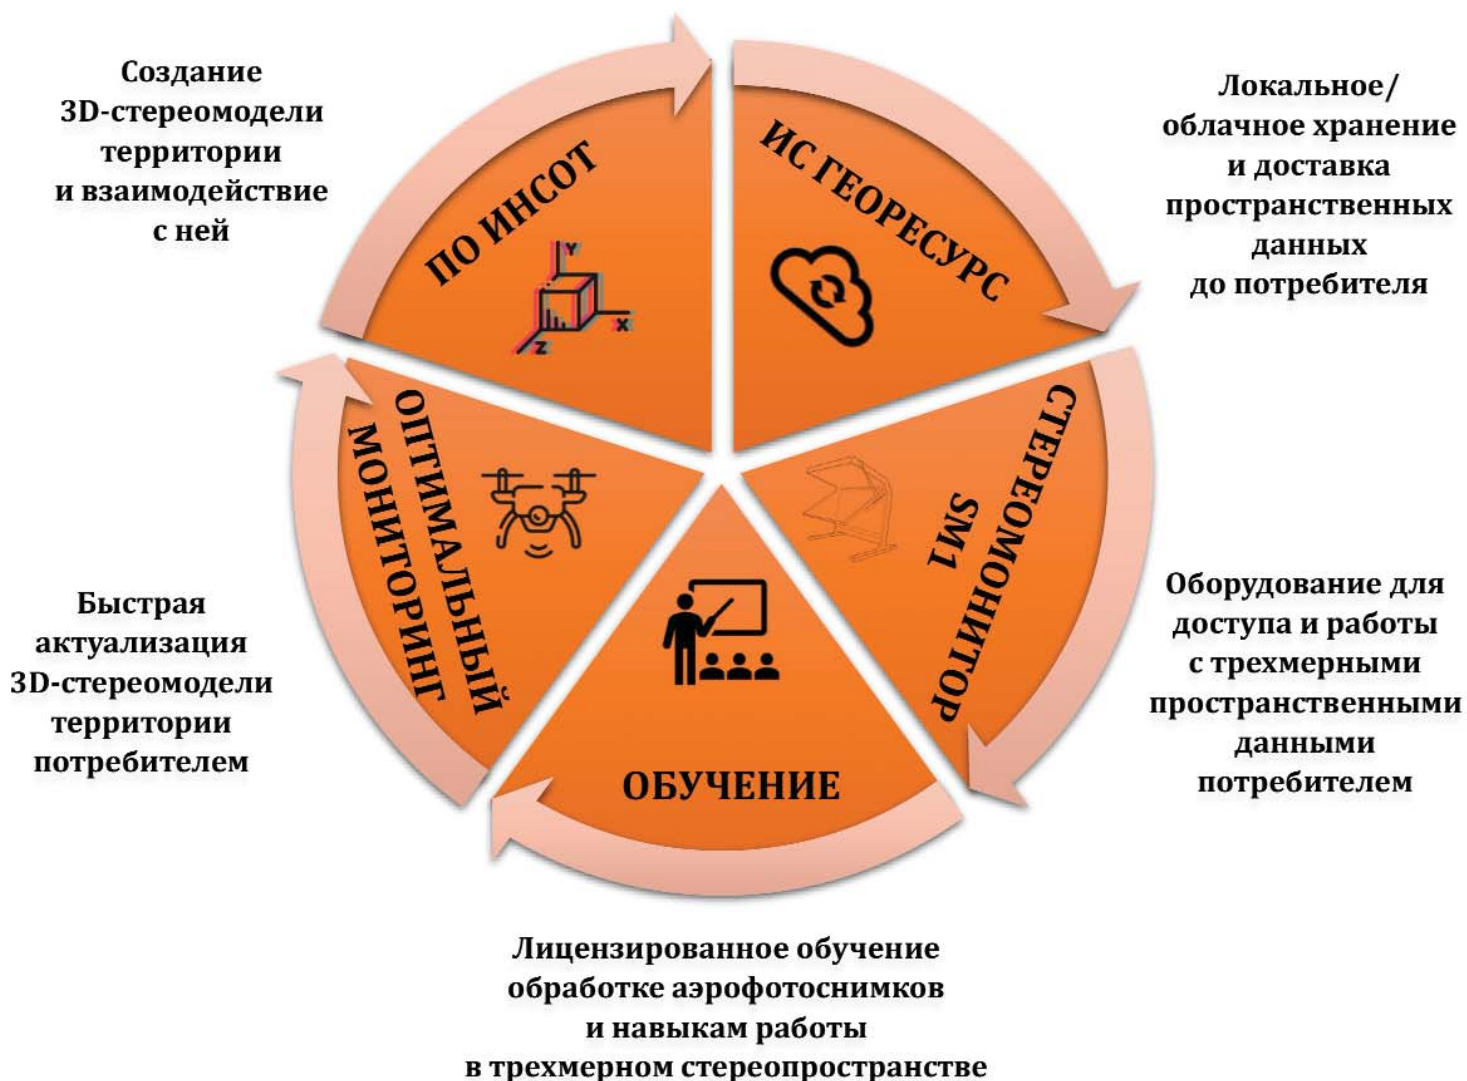 Создание
3D-стереомодели
территории
и взаимодействие
с ней
ПО ИНСОТ
Y
X
Z
ИС ГЕОРЕСУРС
Локальное/
облачное хранение
и доставка
пространственных
данных
до потребителя
СТЕРЕОМОНИТОР
SM1
Оборудование для
доступа и работы
с трехмерными
пространственными
данными
потребителем
ОБУЧЕНИЕ
Лицензированное обучение
обработке аэрофотоснимков
и навыкам работы
в трехмерном стереопространстве
ОПТИМАЛЬНЫЙ
МОНИТОРИНГ
Быстрая
актуализация
3D-стереомодели
территории
потребителем